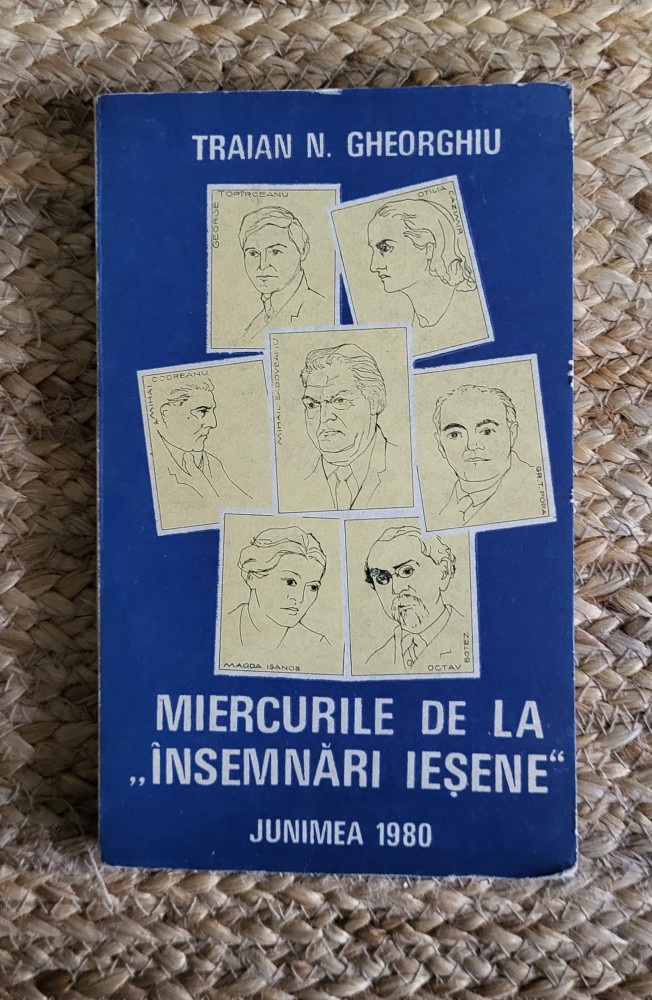 TRAIAN N. GHEORGHIU
GEORGE
TOPÎRCEANU
OTILIA
CAZIMIR
MIHAI
CODREANU
MIHAIL SADOVEANU
GR.T. POPA
MAGDA ISANOS
OCTAV
BOTEZ
MIERCURILE DE LA
„ÎNSEMNĂRI IEŞENE“
JUNIMEA 1980